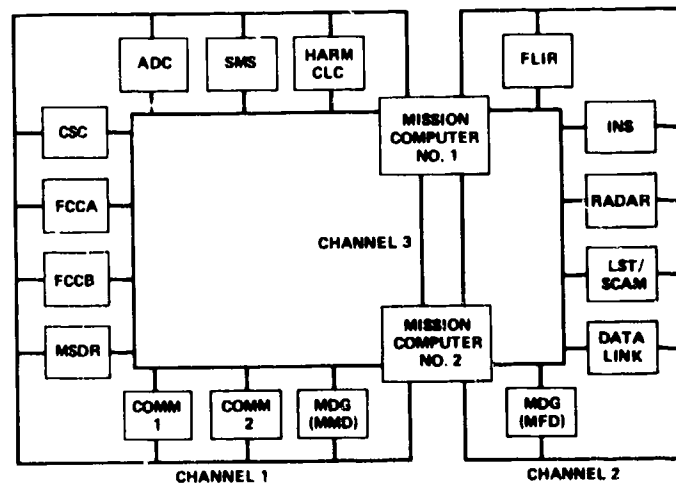 ADC
SMS
HARM
CLC
FLIR
MISSION
COMPUTER
NO. 1
CSC
INS
FCCA
RADAR
CHANNEL 3
FCCB
LST/
SCAM
MISSION
COMPUTER
NO. 2
MSDR
DATA
LINK
COMM
1
COMM
2
MDG
(MMD)
MDG
(MFD)
CHANNEL 1
CHANNEL 2